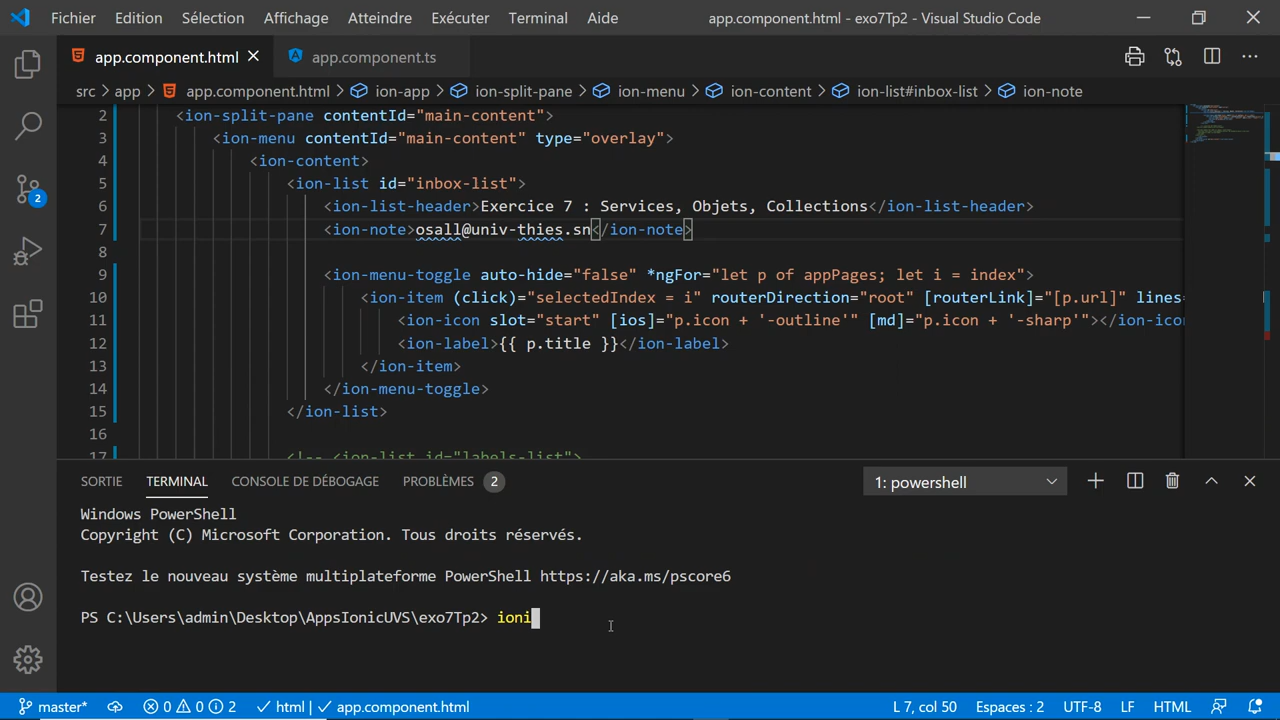 Fichier Edition Sélection Affichage Atteindre Exécuter Terminal Aide app.component.html - exo7Tp2 - Visual Studio Code
app.component.html app.component.ts
src > app > app.component.html > ion-app > ion-split-pane > ion-menu > ion-content > ion-list#inbox-list > ion-note
2 <ion-split-pane contentId="main-content">
3 <ion-menu contentId="main-content" type="overlay">
4 <ion-content>
5 <ion-list id="inbox-list">
6 <ion-list-header>Exercice 7 : Services, Objets, Collections</ion-list-header>
7 <ion-note>osall@univ-thies.sn</ion-note>
8
9 <ion-menu-toggle auto-hide="false" *ngFor="let p of appPages; let i = index">
10 <ion-item (click)="selectedIndex = i" routerDirection="root" [routerLink]="[p.url]" lines=
11 <ion-icon slot="start" [ios]="p.icon + '-outline'" [md]="p.icon + '-sharp'"></ion-ico
12 <ion-label>{{ p.title }}</ion-label>
13 </ion-item>
14 </ion-menu-toggle>
15 </ion-list>
16
17 <!-- <ion-list id="labels-list">
2
SORTIE TERMINAL CONSOLE DE DÉBOGAGE PROBLÈMES 2 1: powershell
Windows PowerShell
Copyright (C) Microsoft Corporation. Tous droits réservés.
Testez le nouveau système multiplateforme PowerShell https://aka.ms/pscore6
PS C:\Users\admin\Desktop\AppsIonicUVS\exo7Tp2> ioni
master* 0 0 2 html | app.component.html L 7, col 50 Espaces : 2 UTF-8 LF HTML